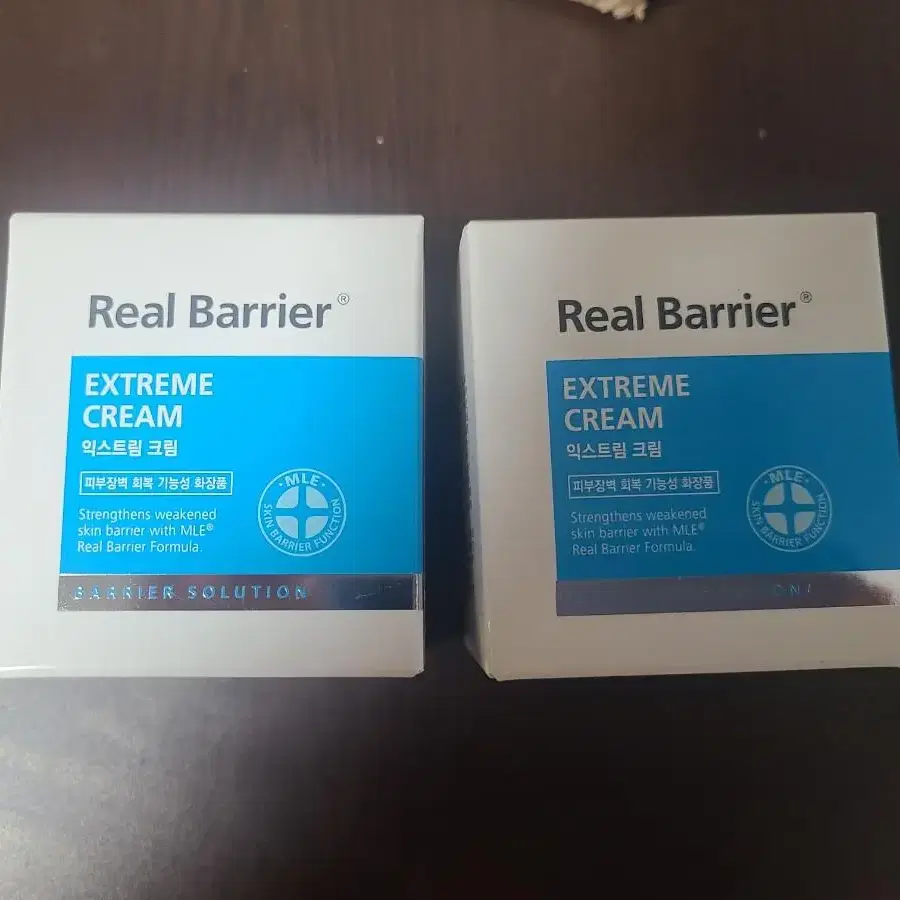 Real Barrier®
EXTREME
CREAM
익스트림 크림
피부장벽 회복 기능성 화장품
Strengthens weakened
skin barrier with MLE®
Real Barrier Formula.
·MLE·
SKIN BARRIER FUNCTION
BARRIER SOLUTION
Real Barrier®
EXTREME
CREAM
익스트림 크림
피부장벽 회복 기능성 화장품
Strengthens weakened
skin barrier with MLE®
Real Barrier Formula.
·MLE·
SKIN BARRIER FUNCTION